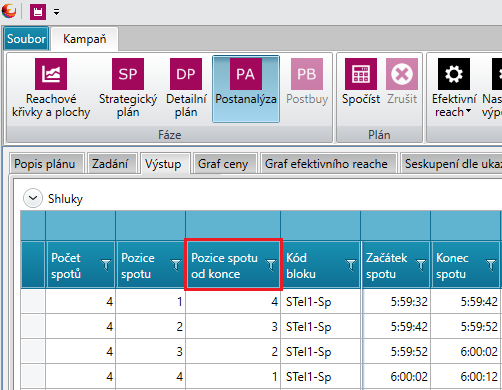 Soubor Kampaň
SP DP PA PB
Reachové křivky a plochy Strategický plán Detailní plán Postanalýza Postbuy Spočíst Zrušit Efektivní reach
Fáze Plán
Popis plánu Zadání Výstup Graf ceny Graf efektivního reache Seskupení dle uka
Shluky
Počet spotů Pozice spotu Pozice spotu od konce Kód bloku Začátek spotu Konec spotu
4 1 4 STel1-Sp 5:59:32 5:59:42
4 2 3 STel1-Sp 5:59:42 5:59:52
4 3 2 STel1-Sp 5:59:52 6:00:02
4 4 1 STel1-Sp 6:00:02 6:00:12